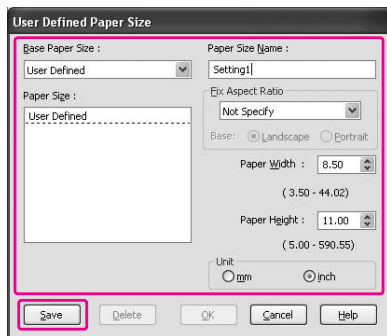 User Defined Paper Size
Base Paper Size :
User Defined
Paper Size :
User Defined
Paper Size Name :
Setting1
Fix Aspect Ratio
Not Specify
Base: Landscape Portrait
Paper Width : 8.50
(3.50 - 44.02)
Paper Height : 11.00
(5.00 - 590.55)
Unit
mm inch
Save Delete OK Cancel Help